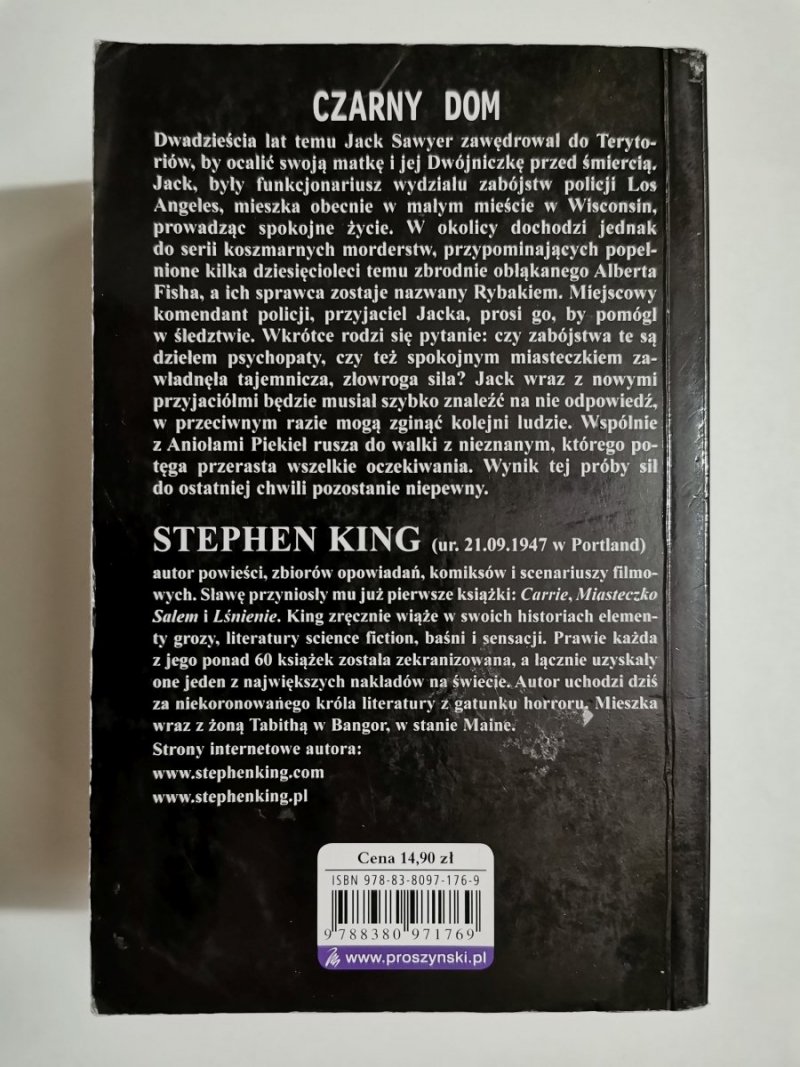 CZARNY DOM
Dwadzieścia lat temu Jack Sawyer zawędrował do Teryto-
riów, by ocalić swoją matkę i jej Dwójniczkę przed śmiercią.
Jack, były funkcjonariusz wydziału zabójstw policji Los
Angeles, mieszka obecnie w małym mieście w Wisconsin,
prowadząc spokojne życie. W okolicy dochodzi jednak
do serii koszmarnych morderstw, przypominających popeł-
nione kilka dziesięcioleci temu zbrodnie obłąkanego Alberta
Fisha, a ich sprawca zostaje nazwany Rybakiem. Miejscowy
komendant policji, przyjaciel Jacka, prosi go, by pomógł
w śledztwie. Wkrótce rodzi się pytanie: czy zabójstwa te są
dziełem psychopaty, czy też spokojnym miasteczkiem za-
władnęła tajemnicza, złowroga siła? Jack wraz z nowymi
przyjaciółmi będzie musiał szybko znaleźć na nie odpowiedź,
w przeciwnym razie mogą zginąć kolejni ludzie. Wspólnie
z Aniołami Piekieł rusza do walki z nieznanym, którego po-
tęga przerasta wszelkie oczekiwania. Wynik tej próby sił
do ostatniej chwili pozostanie niepewny.
STEPHEN KING (ur. 21.09.1947 w Portland)
autor powieści, zbiorów opowiadań, komiksów i scenariuszy filmo-
wych. Sławę przyniosły mu już pierwsze książki: Carrie, Miasteczko
Salem i Lśnienie. King zręcznie wiąże w swoich historiach elemen-
ty grozy, literatury science fiction, baśni i sensacji. Prawie każda
z jego ponad 60 książek została zekranizowana, a łącznie uzyskały
one jeden z największych nakładów na świecie. Autor uchodzi dziś
za niekoronowanego króla literatury z gatunku horroru. Mieszka
wraz z żoną Tabithą w Bangor, w stanie Maine.
Strony internetowe autora:
www.stephenking.com
www.stephenking.pl
Cena 14,90 zł
ISBN 978-83-8097-176-9
9 788380 971769
www.proszynski.pl